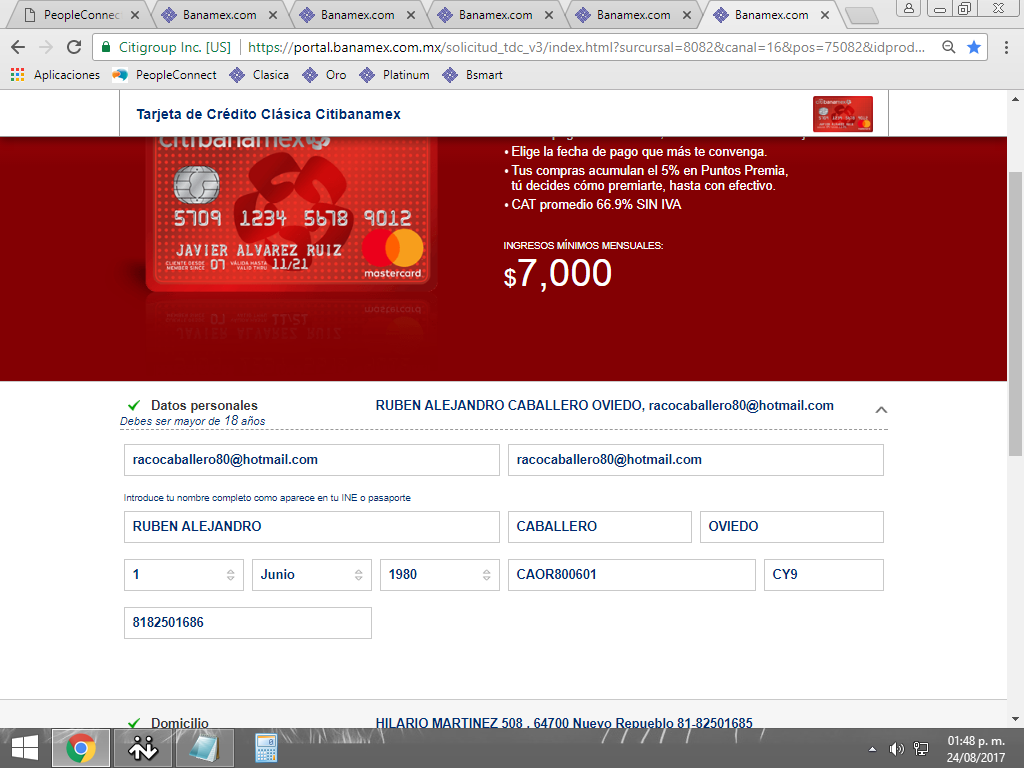 PeopleConnec
Banamex.com
Banamex.com
Banamex.com
Banamex.com
Banamex.com
Citigroup Inc. [US]
https://portal.banamex.com.mx/solicitud_tdc_v3/index.html?surcursal=8082&canal=16&pos=75082&idprod...
Aplicaciones
PeopleConnect
Clasica
Oro
Platinum
Bsmart
Tarjeta de Crédito Clásica Citibanamex
citibanamex
5709 1234 5678 9012
JAVIER ALVAREZ RUIZ
CLIENTE DESDE
MEMBER SINCE 07
VÁLIDA HASTA
VALID THRU 11/21
mastercard
• Elige la fecha de pago que más te convenga.
• Tus compras acumulan el 5% en Puntos Premia,
tú decides cómo premiarte, hasta con efectivo.
• CAT promedio 66.9% SIN IVA
INGRESOS MÍNIMOS MENSUALES:
$7,000
Datos personales
RUBEN ALEJANDRO CABALLERO OVIEDO, racocaballero80@hotmail.com
Debes ser mayor de 18 años
racocaballero80@hotmail.com
racocaballero80@hotmail.com
Introduce tu nombre completo como aparece en tu INE o pasaporte
RUBEN ALEJANDRO
CABALLERO
OVIEDO
1
Junio
1980
CAOR800601
CY9
8182501686
Domicilio
HILARIO MARTINEZ 508 , 64700 Nuevo Repueblo 81-82501685
01:48 p. m.
24/08/2017